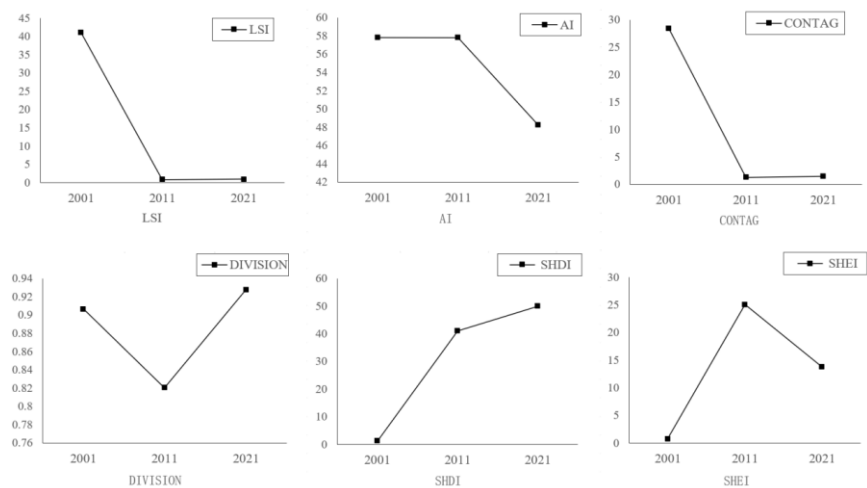 LSI
45
40
35
30
25
20
15
10
5
0
2001 2011 2021
LSI
AI
60
58
56
54
52
50
48
46
44
42
2001 2011 2021
AI
CONTAG
30
25
20
15
10
5
0
2001 2011 2021
CONTAG
DIVISION
0.94
0.92
0.9
0.88
0.86
0.84
0.82
0.8
0.78
0.76
2001 2011 2021
DIVISION
SHDI
60
50
40
30
20
10
0
2001 2011 2021
SHDI
SHEI
30
25
20
15
10
5
0
2001 2011 2021
SHEI